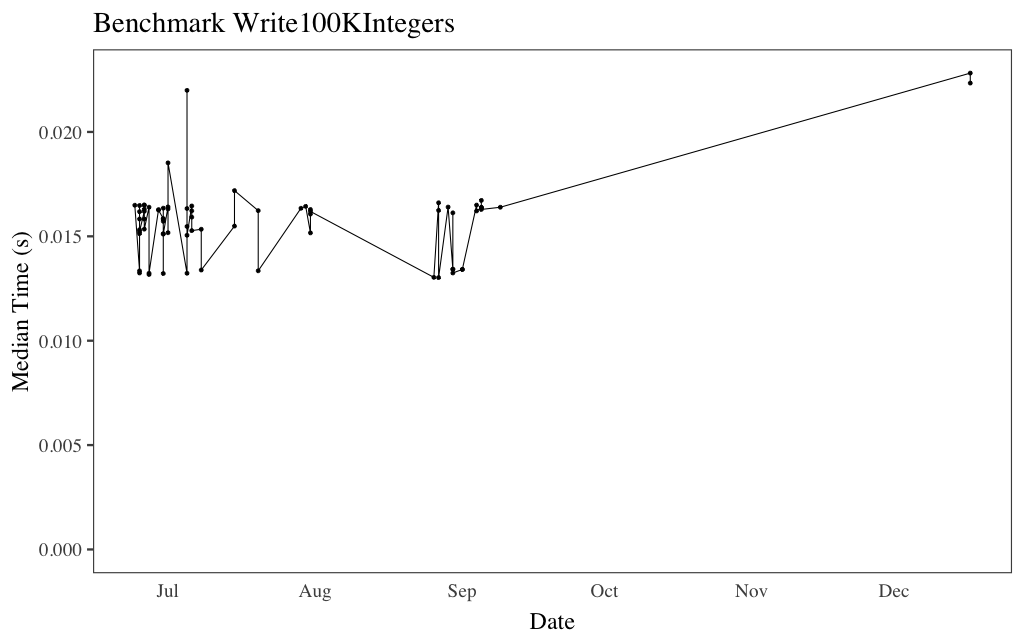 Benchmark Write100KIntegers
Median Time (s)
0.020
0.015
0.010
0.005
0.000
Jul Aug Sep Oct Nov Dec
Date